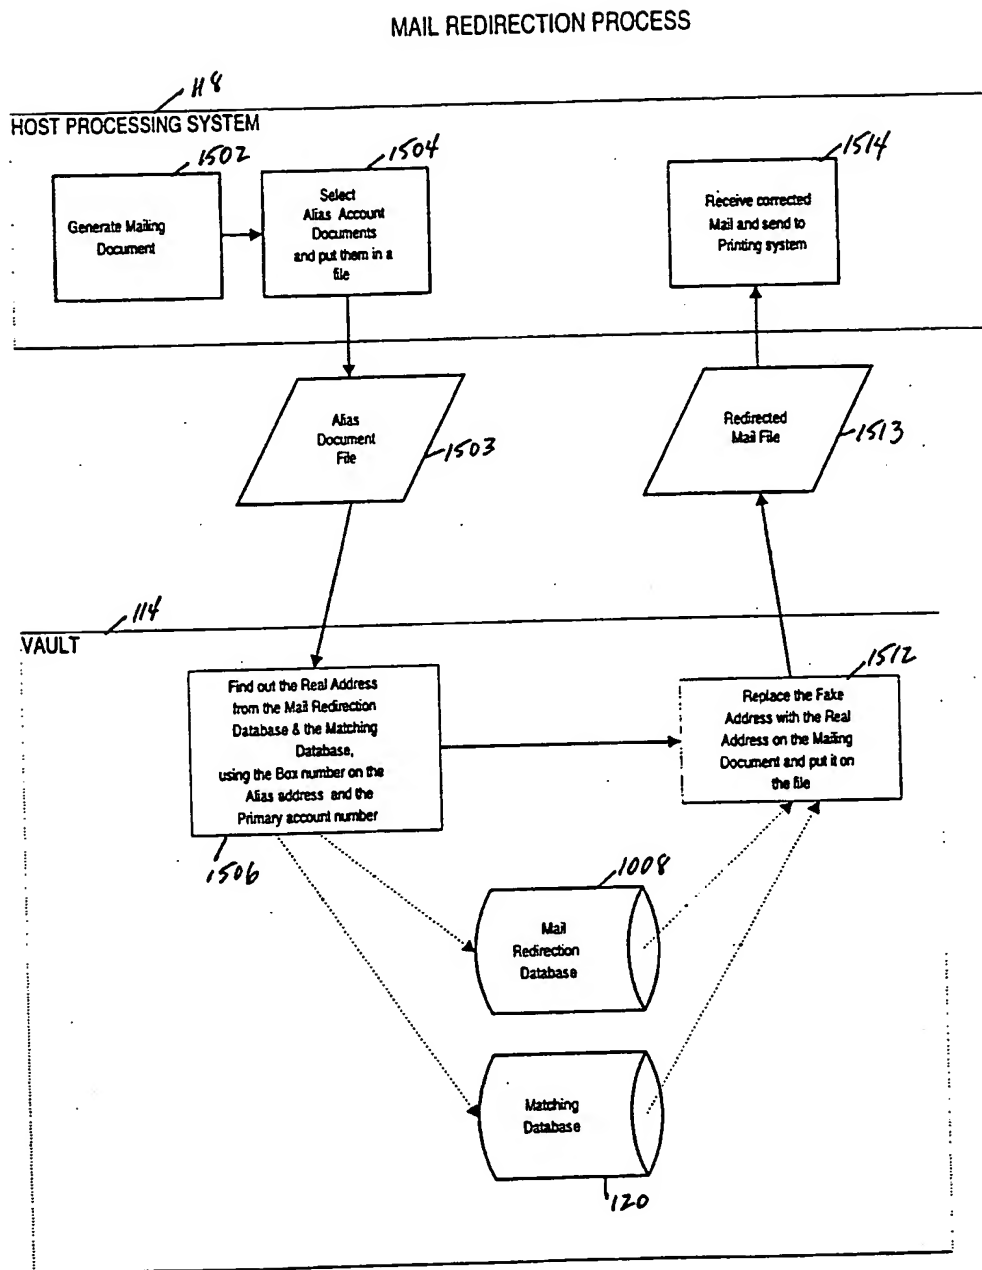 MAIL REDIRECTION PROCESS
118
HOST PROCESSING SYSTEM
1502
Generate Mailing
Document
1504
Select
Alias Account
Documents
and put them in a
file
1514
Receive corrected
Mail and send to
Printing system
Alias
Document
File
1503
Redirected
Mail File
1513
114
VAULT
Find out the Real Address
from the Mail Redirection
Database & the Matching
Database,
using the Box number on the
Alias address and the
Primary account number
1506
1512
Replace the Fake
Address with the Real
Address on the Mailing
Document and put it on
the file
1008
Mail
Redirection
Database
Matching
Database
120